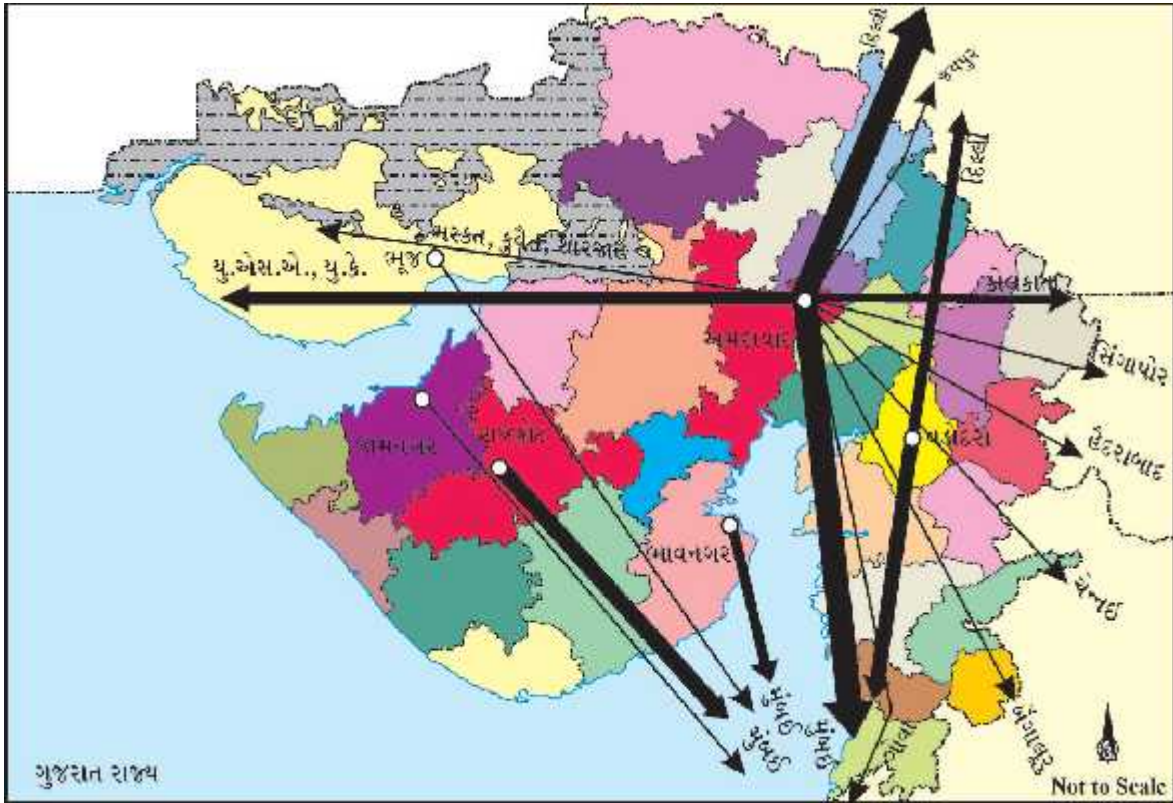 દિલ્લી
જયપુર
દિલ્લી
મસ્કત, કુવૈત, શારજાહ
ભૂજ
યુ.એસ.એ., યુ.કે.
કોલકાતા
અમદાવાદ
સિંગાપોર
જામનગર
રાજકોટ
વડોદરા
હૈદરાબાદ
ભાવનગર
ચેન્નઈ
મુંબઈ
મુંબઈ
મુંબઈ
ગોવા
બેંગાલૂરૂ
ગુજરાત રાજ્ય
Not to Scale